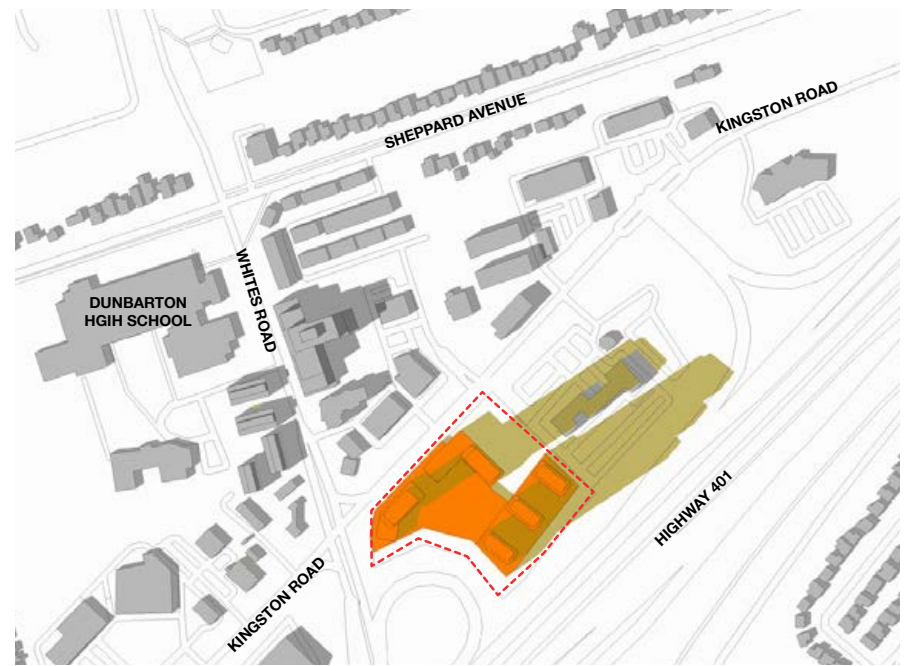 SHEPPARD AVENUE
KINGSTON ROAD
WHITES ROAD
DUNBARTON
HGIH SCHOOL
HIGHWAY 401
KINGSTON ROAD